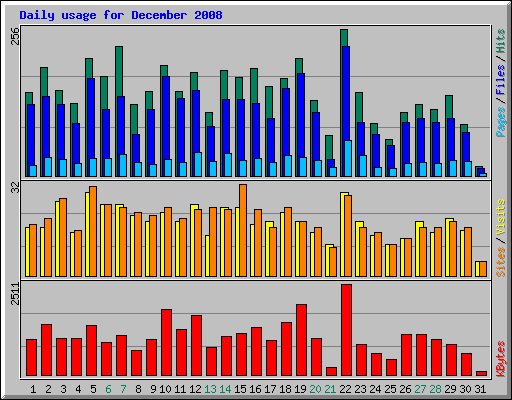 Daily usage for December 2008
256
Pages / Files / Hits
32
Sites / Visits
2511
KBytes
1 2 3 4 5 6 7 8 9 10 11 12 13 14 15 16 17 18 19 20 21 22 23 24 25 26 27 28 29 30 31